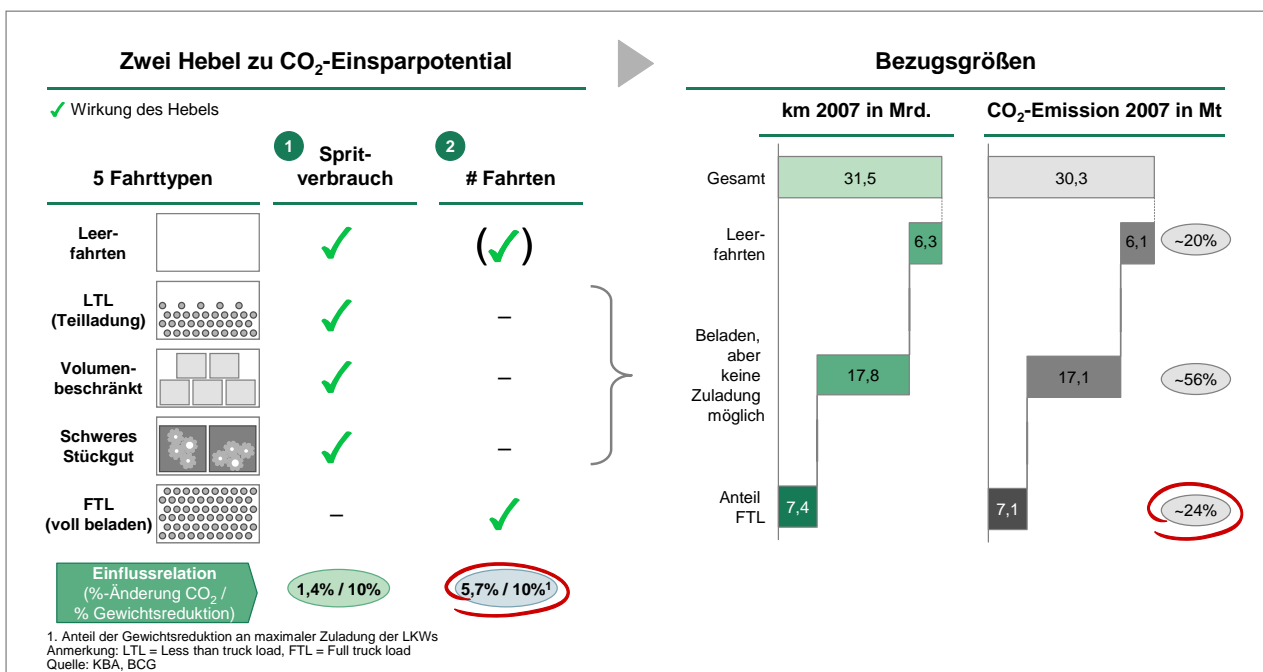 Zwei Hebel zu CO₂-Einsparpotential
Wirkung des Hebels
5 Fahrttypen
1
Sprit-
verbrauch
2
# Fahrten
Leer-
fahrten
(
)
LTL
(Teilladung)
–
Volumen-
beschränkt
–
Schweres
Stückgut
–
FTL
(voll beladen)
–
Einflussrelation
(%-Änderung CO₂ /
% Gewichtsreduktion)
1,4% / 10%
5,7% / 10%¹
Bezugsgrößen
km 2007 in Mrd.
CO₂-Emission 2007 in Mt
Gesamt
31,5
30,3
Leer-
fahrten
6,3
6,1
~20%
Beladen,
aber
keine
Zuladung
möglich
17,8
17,1
~56%
Anteil
FTL
7,4
7,1
~24%
1. Anteil der Gewichtsreduktion an maximaler Zuladung der LKWs
Anmerkung: LTL = Less than truck load, FTL = Full truck load
Quelle: KBA, BCG